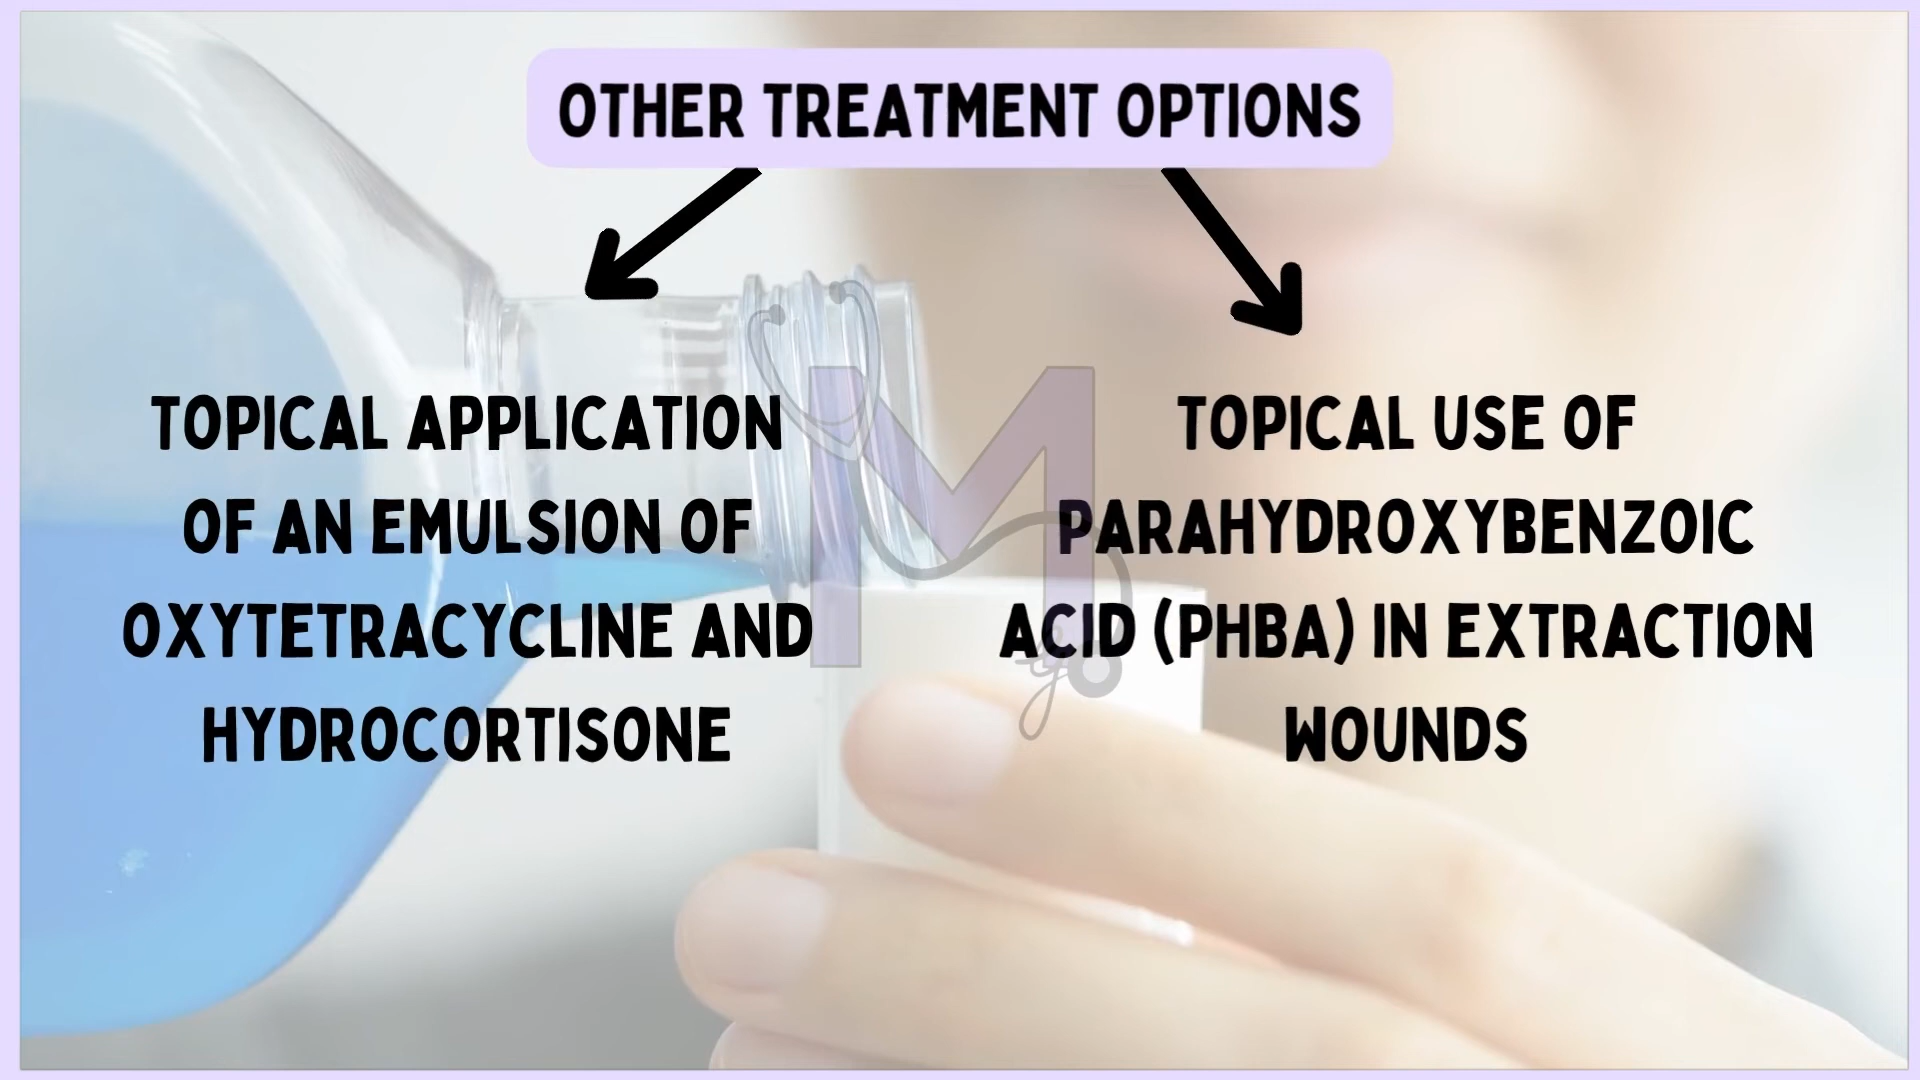 OTHER TREATMENT OPTIONS
TOPICAL APPLICATION
OF AN EMULSION OF
OXYTETRACYCLINE AND
HYDROCORTISONE
TOPICAL USE OF
PARAHYDROXYBENZOIC
ACID (PHBA) IN EXTRACTION
WOUNDS
M